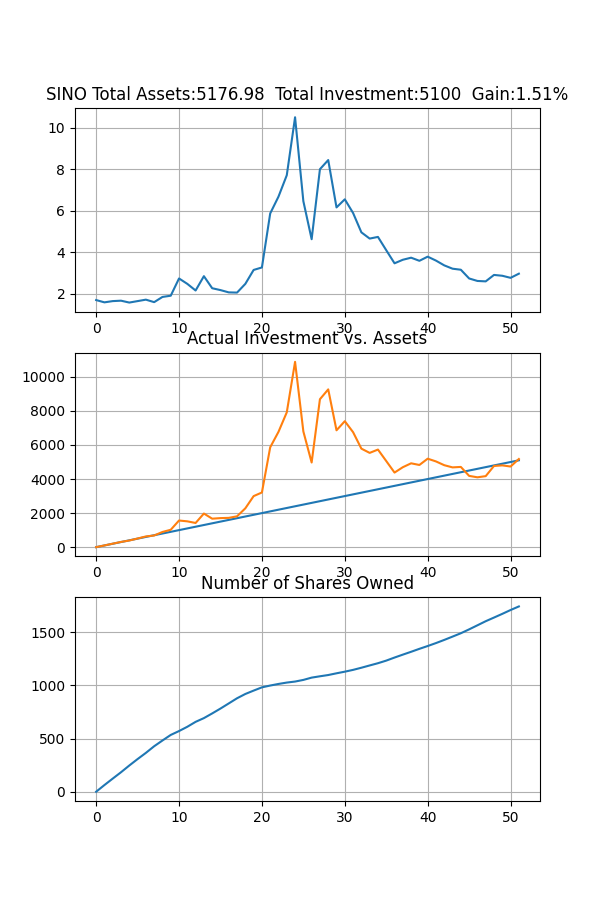 SINO Total Assets:5176.98  Total Investment:5100  Gain:1.51%
10
8
6
4
2
0 10 20 30 40 50
Actual Investment vs. Assets
10000
8000
6000
4000
2000
0
0 10 20 30 40 50
Number of Shares Owned
1500
1000
500
0
0 10 20 30 40 50